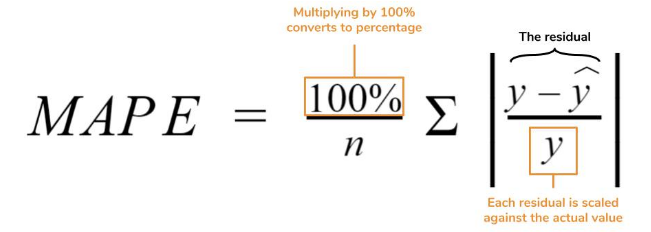 Multiplying by 100%
converts to percentage
The residual
MAPE = 100%/n Σ |(y − ŷ)/y|
Each residual is scaled
against the actual value